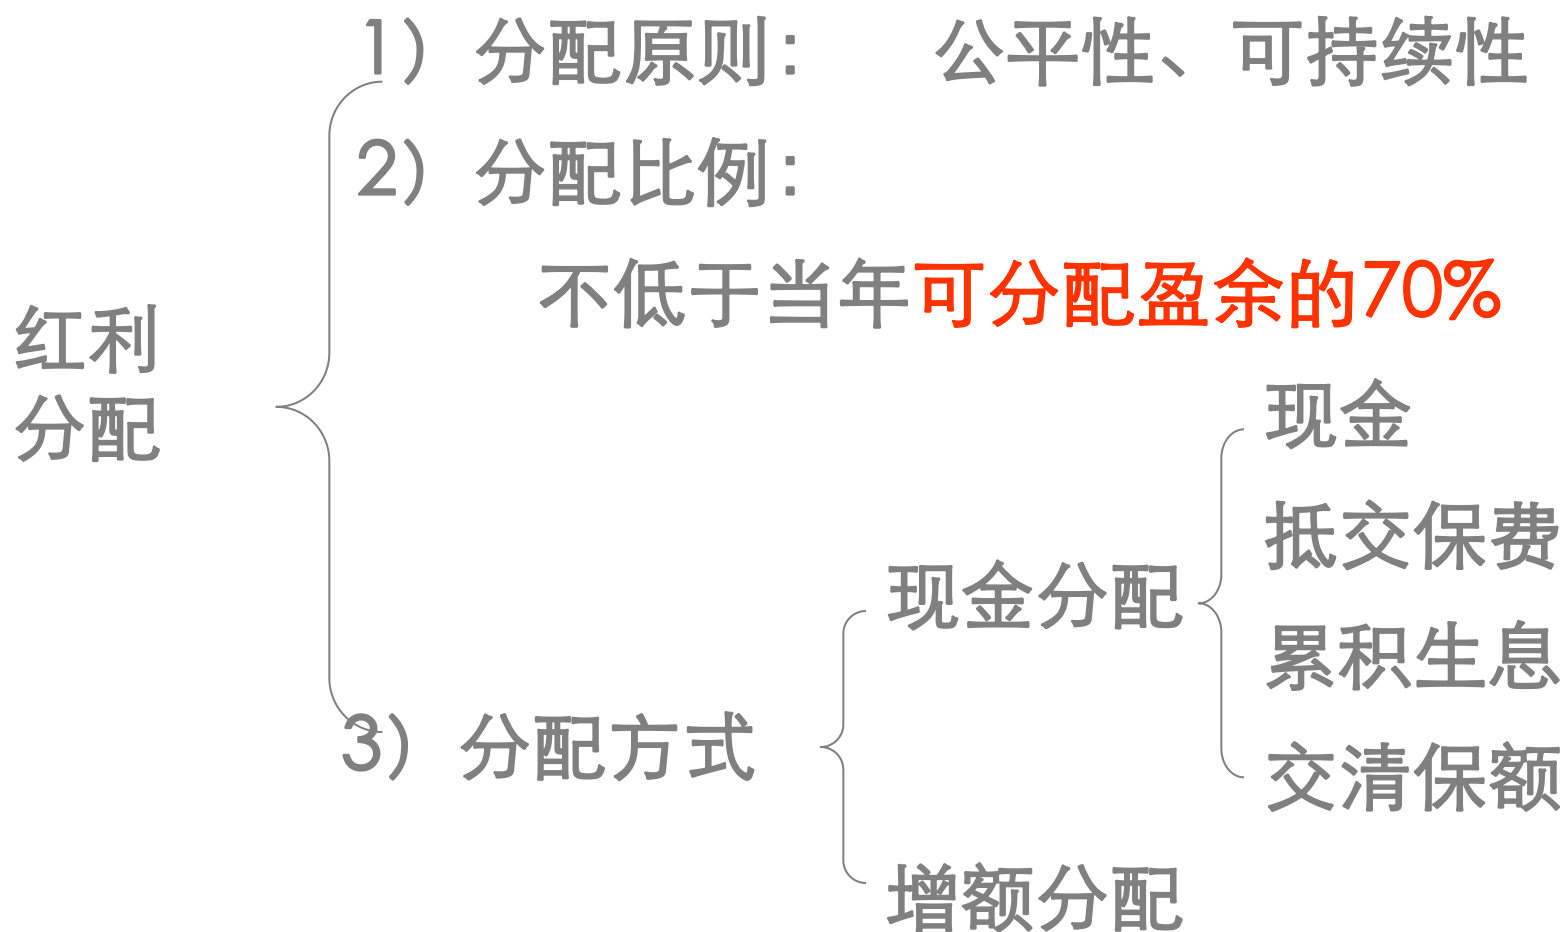 红利
分配
1）分配原则： 公平性、可持续性
2）分配比例：
不低于当年可分配盈余的70%
3）分配方式
现金分配
现金
抵交保费
累积生息
交清保额
增额分配